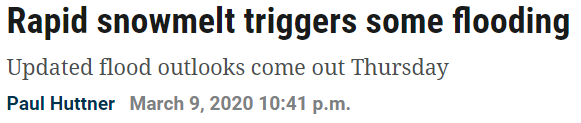 Rapid snowmelt triggers some flooding
Updated flood outlooks come out Thursday
Paul Huttner March 9, 2020 10:41 p.m.